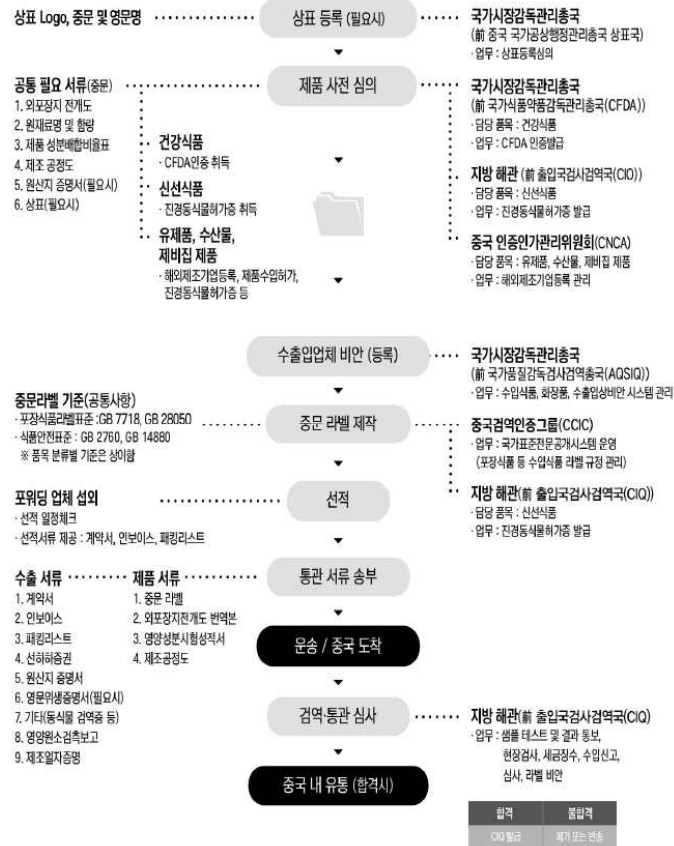 상표 Logo, 중문 및 영문명
상표 등록 (필요시)
국가시장감독관리총국
(前 중국 국가공상행정관리총국 상표국)
· 업무 : 상표등록심의
공통 필요 서류(중문)
1. 외포장지 전개도
2. 원재료명 및 함량
3. 제품 성분배합비율표
4. 제조 공정도
5. 원산지 증명서(필요시)
6. 상표(필요시)
제품 사전 심의
건강식품
· CFDA인증 취득
신선식품
· 진경동식물허가증 취득
유제품, 수산물,
제비집 제품
· 해외제조기업등록, 제품수입허가,
진경동식물허가증 등
국가시장감독관리총국
(前 국가식품약품감독관리총국(CFDA))
· 담당 품목 : 건강식품
· 업무 : CFDA 인증발급
지방 해관 (前 출입국검사검역국(CIO))
· 담당 품목 : 신선식품
· 업무 : 진경동식물허가증 발급
중국 인증인가관리위원회(CNCA)
· 담당 품목 : 유제품, 수산물, 제비집 제품
· 업무 : 해외제조기업등록 관리
수출입업체 비안 (등록)
국가시장감독관리총국
(前 국가품질감독검사검역총국(AQSIQ))
· 업무 : 수입식품, 화장품, 수출입상비안 시스템 관리
중문라벨 기준(공통사항)
· 포장식품라벨표준 :GB 7718, GB 28050
· 식품안전표준 : GB 2760, GB 14880
※ 품목 분류별 기준은 상이함
중문 라벨 제작
중국검역인증그룹(CCIC)
· 업무 : 국가표준전문공개시스템 운영
(포장식품 등 수입식품 라벨 규정 관리)
지방 해관(前 출입국검사검역국(CIQ))
· 담당 품목 : 신선식품
· 업무 : 진경동식물허가증 발급
포워딩 업체 섭외
· 선적 일정체크
· 선적서류 제공 : 계약서, 인보이스, 패킹리스트
선적
수출 서류
1. 계약서
2. 인보이스
3. 패킹리스트
4. 선하하증권
5. 원산지 증명서
6. 영문위생증명서(필요시)
7. 기타(동식물 검역증 등)
8. 영양원소검측보고
9. 제조일자증명
제품 서류
1. 중문 라벨
2. 외포장지전개도 번역본
3. 영양성분시험성적서
4. 제조공정도
통관 서류 송부
운송 / 중국 도착
검역·통관 심사
지방 해관(前 출입국검사검역국(CIQ)
· 업무 : 샘플 테스트 및 결과 통보,
현장검사, 세금징수, 수입신고,
심사, 라벨 비안
중국 내 유통 (합격시)
합격
불합격
CIQ 발급
폐기 또는 반송